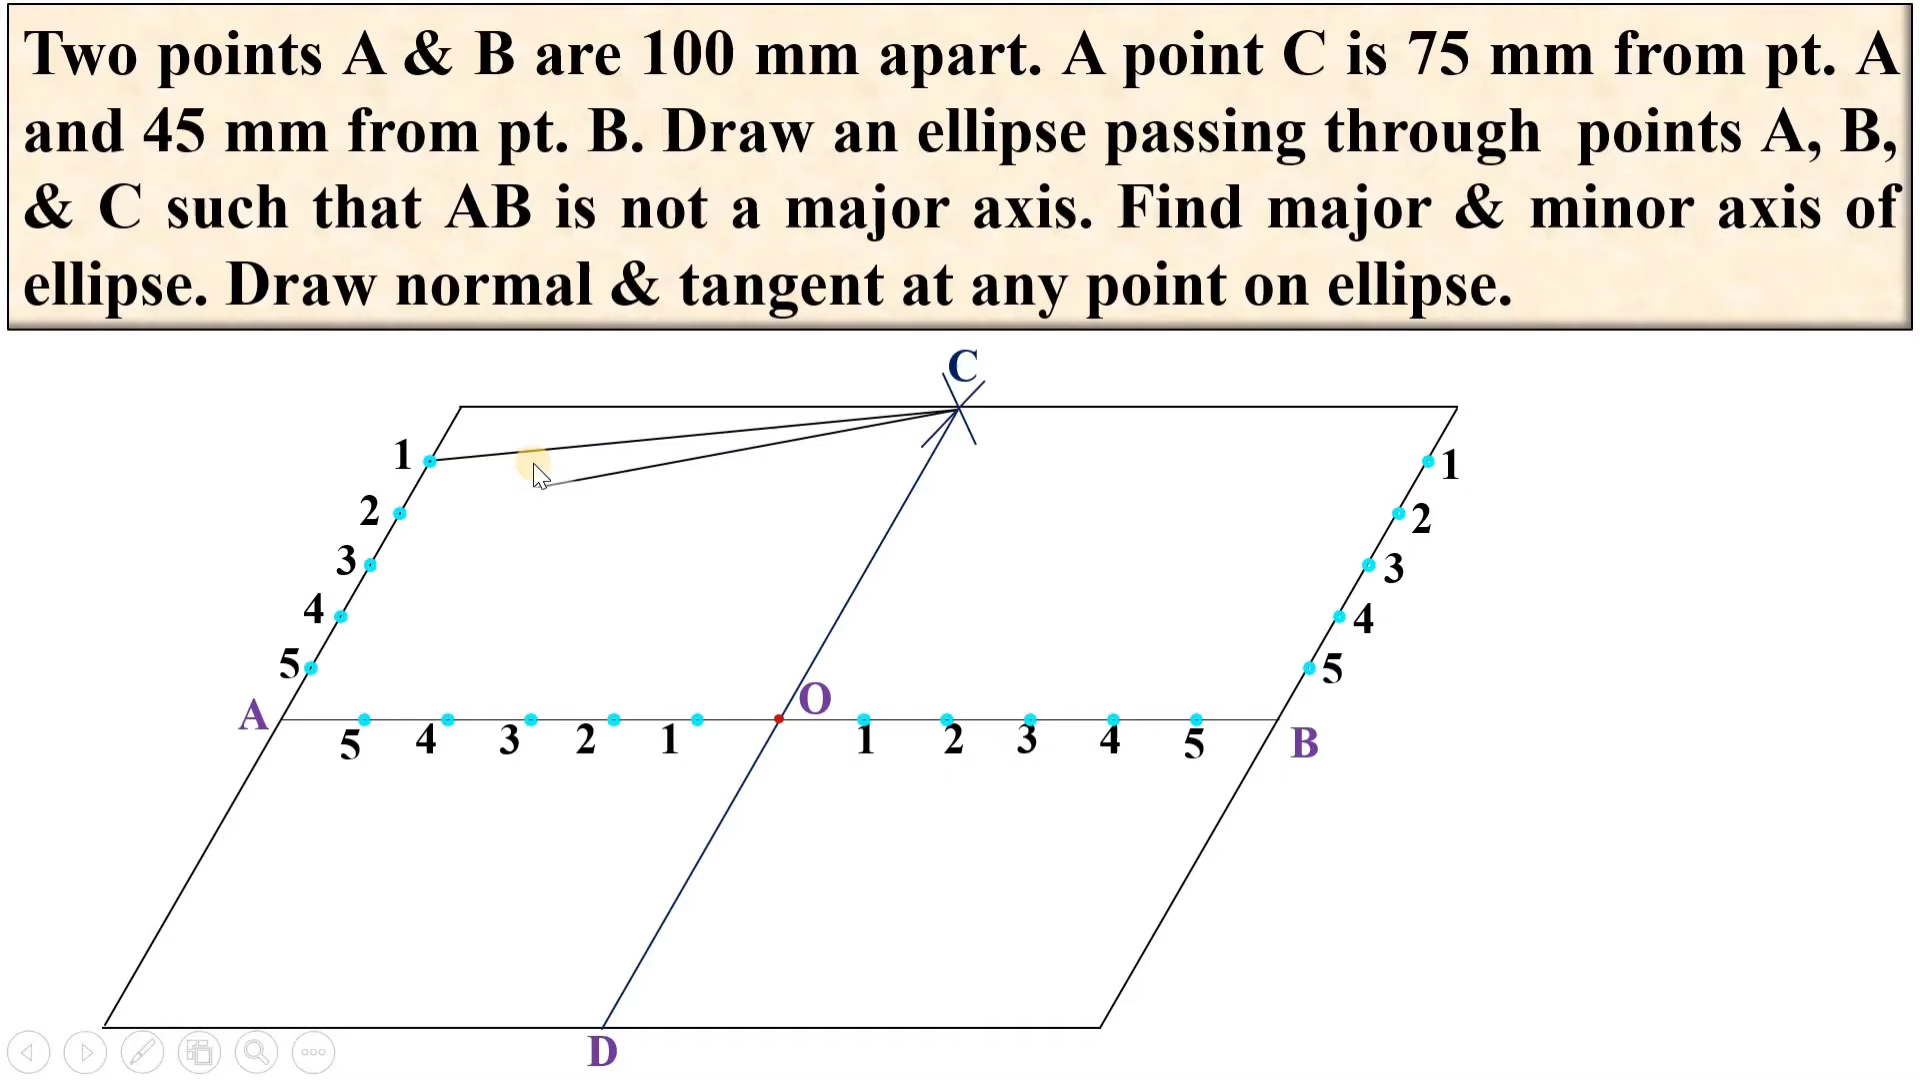 Two points A & B are 100 mm apart. A point C is 75 mm from pt. A
and 45 mm from pt. B. Draw an ellipse passing through points A, B,
& C such that AB is not a major axis. Find major & minor axis of
ellipse. Draw normal & tangent at any point on ellipse.
C
1 1
2 2
3 3
4 4
5 5
A O
5 4 3 2 1 1 2 3 4 5 B
D